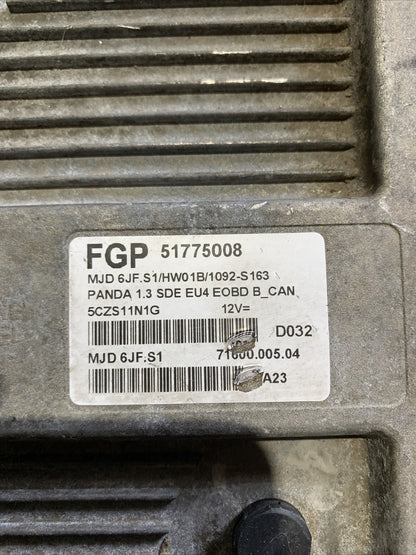 FGP 51775008
MJD 6JF.S1/HW01B/1092-S163
PANDA 1.3 SDE EU4 EOBD B_CAN
5CZS11N1G 12V=
D032
MJD 6JF.S1 71600.005.04
A23